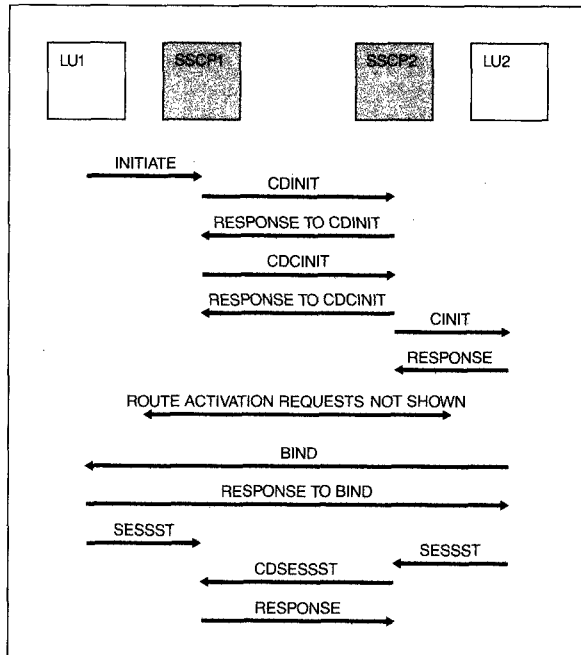 LU1
SSCP1
SSCP2
LU2
INITIATE
CDINIT
RESPONSE TO CDINIT
CDCINIT
RESPONSE TO CDCINIT
CINIT
RESPONSE
ROUTE ACTIVATION REQUESTS NOT SHOWN
BIND
RESPONSE TO BIND
SESSST
SESSST
CDSESSST
RESPONSE